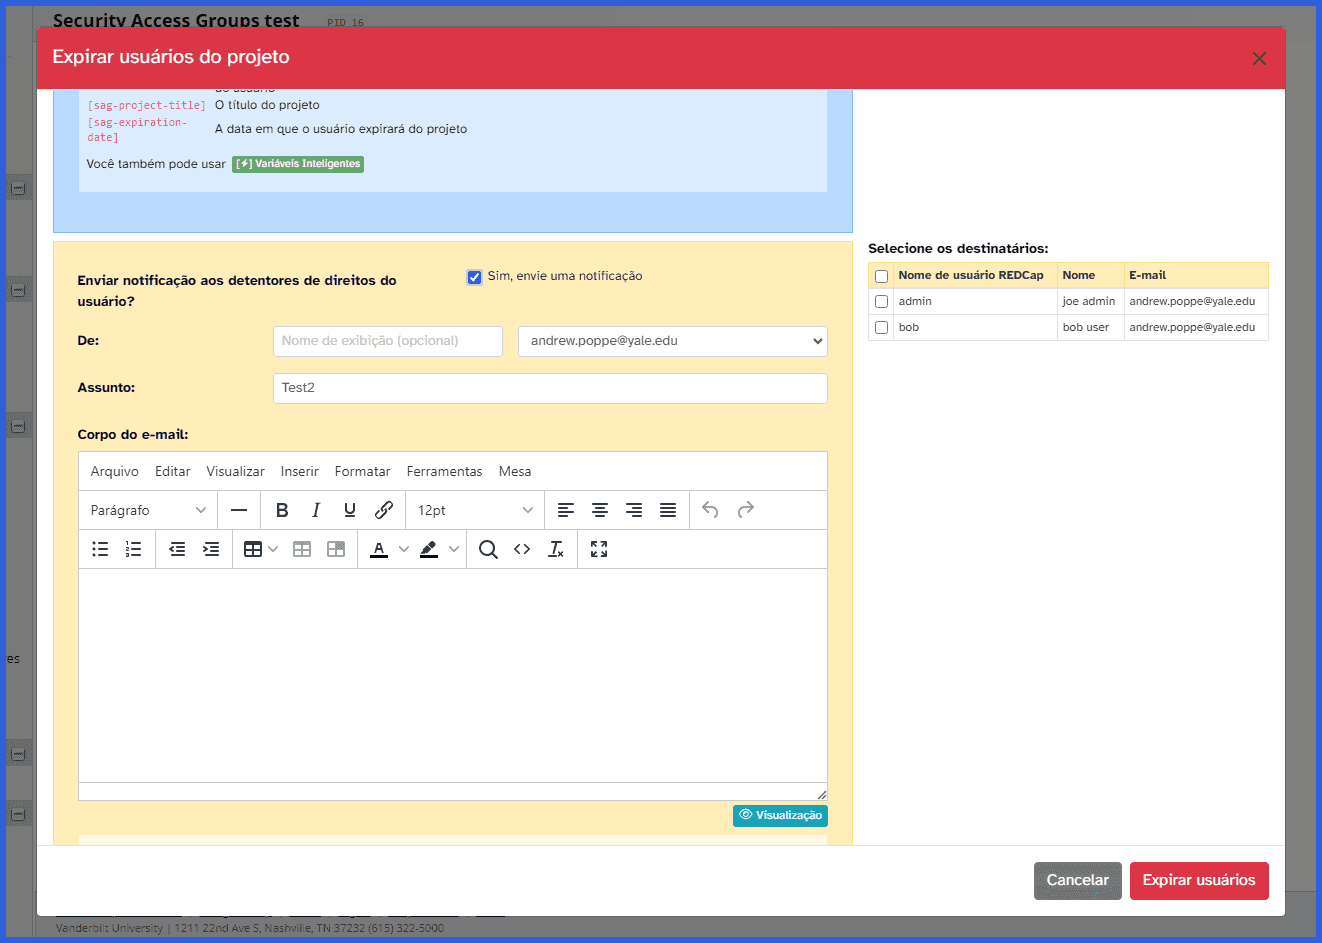 Security Access Groups test PID 16
Expirar usuários do projeto
do usuário
[sag-project-title] O título do projeto
[sag-expiration-date] A data em que o usuário expirará do projeto
Você também pode usar [⚡] Variáveis Inteligentes
Enviar notificação aos detentores de direitos do usuário?
Sim, envie uma notificação
De: Nome de exibição (opcional) andrew.poppe@yale.edu
Assunto: Test2
Corpo do e-mail:
Arquivo Editar Visualizar Inserir Formatar Ferramentas Mesa
Parágrafo B I U 12pt
A
Visualização
Selecione os destinatários:
Nome de usuário REDCap Nome E-mail
admin joe admin andrew.poppe@yale.edu
bob bob user andrew.poppe@yale.edu
Cancelar Expirar usuários
res
Vanderbilt University | 1211 22nd Ave S, Nashville, TN 37232 (615) 322-5000